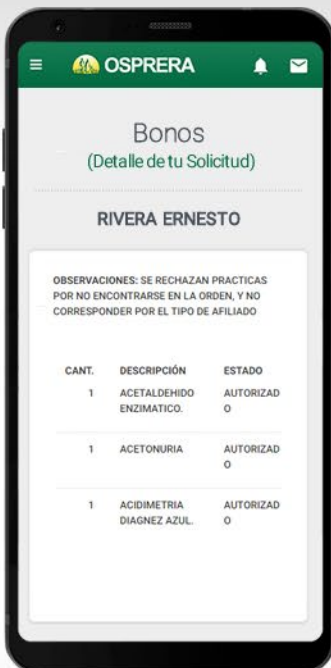 OSPRERA
Bonos
(Detalle de tu Solicitud)
RIVERA ERNESTO
OBSERVACIONES: SE RECHAZAN PRACTICAS
POR NO ENCONTRARSE EN LA ORDEN, Y NO
CORRESPONDER POR EL TIPO DE AFILIADO
CANT. DESCRIPCIÓN ESTADO
1 ACETALDEHIDO AUTORIZAD
ENZIMATICO. O
1 ACETONURIA AUTORIZAD
O
1 ACIDIMETRIA AUTORIZAD
DIAGNEZ AZUL. O